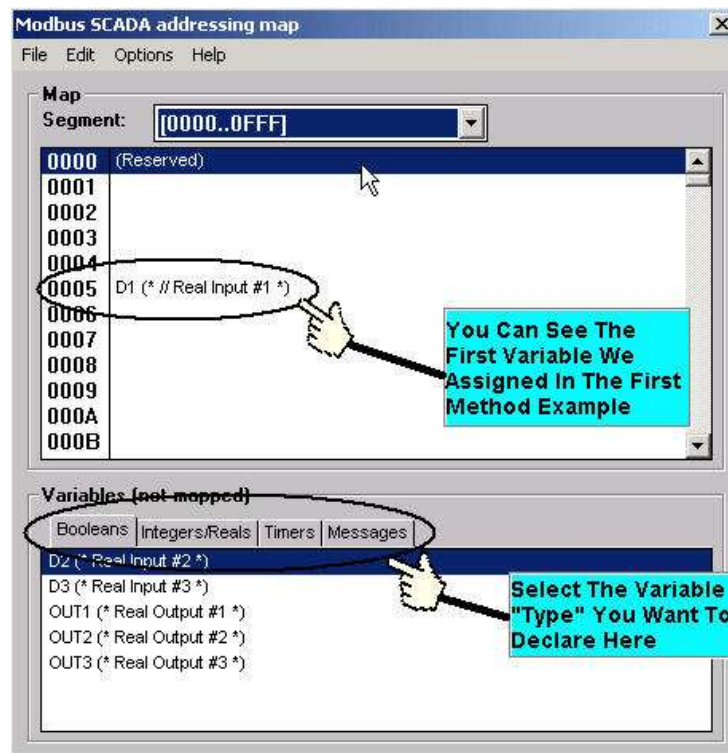 Modbus SCADA addressing map
File Edit Options Help
Map
Segment: [0000..0FFF]
0000 (Reserved)
0001
0002
0003
0004
0005 D1 (* // Real Input #1 *)
0006
0007
0008
0009
000A
000B
You Can See The
First Variable We
Assigned In The First
Method Example
Variables (not mapped)
Booleans Integers/Reals Timers Messages
D2 (* Real Input #2 *)
D3 (* Real Input #3 *)
OUT1 (* Real Output #1 *)
OUT2 (* Real Output #2 *)
OUT3 (* Real Output #3 *)
Select The Variable
"Type" You Want To
Declare Here